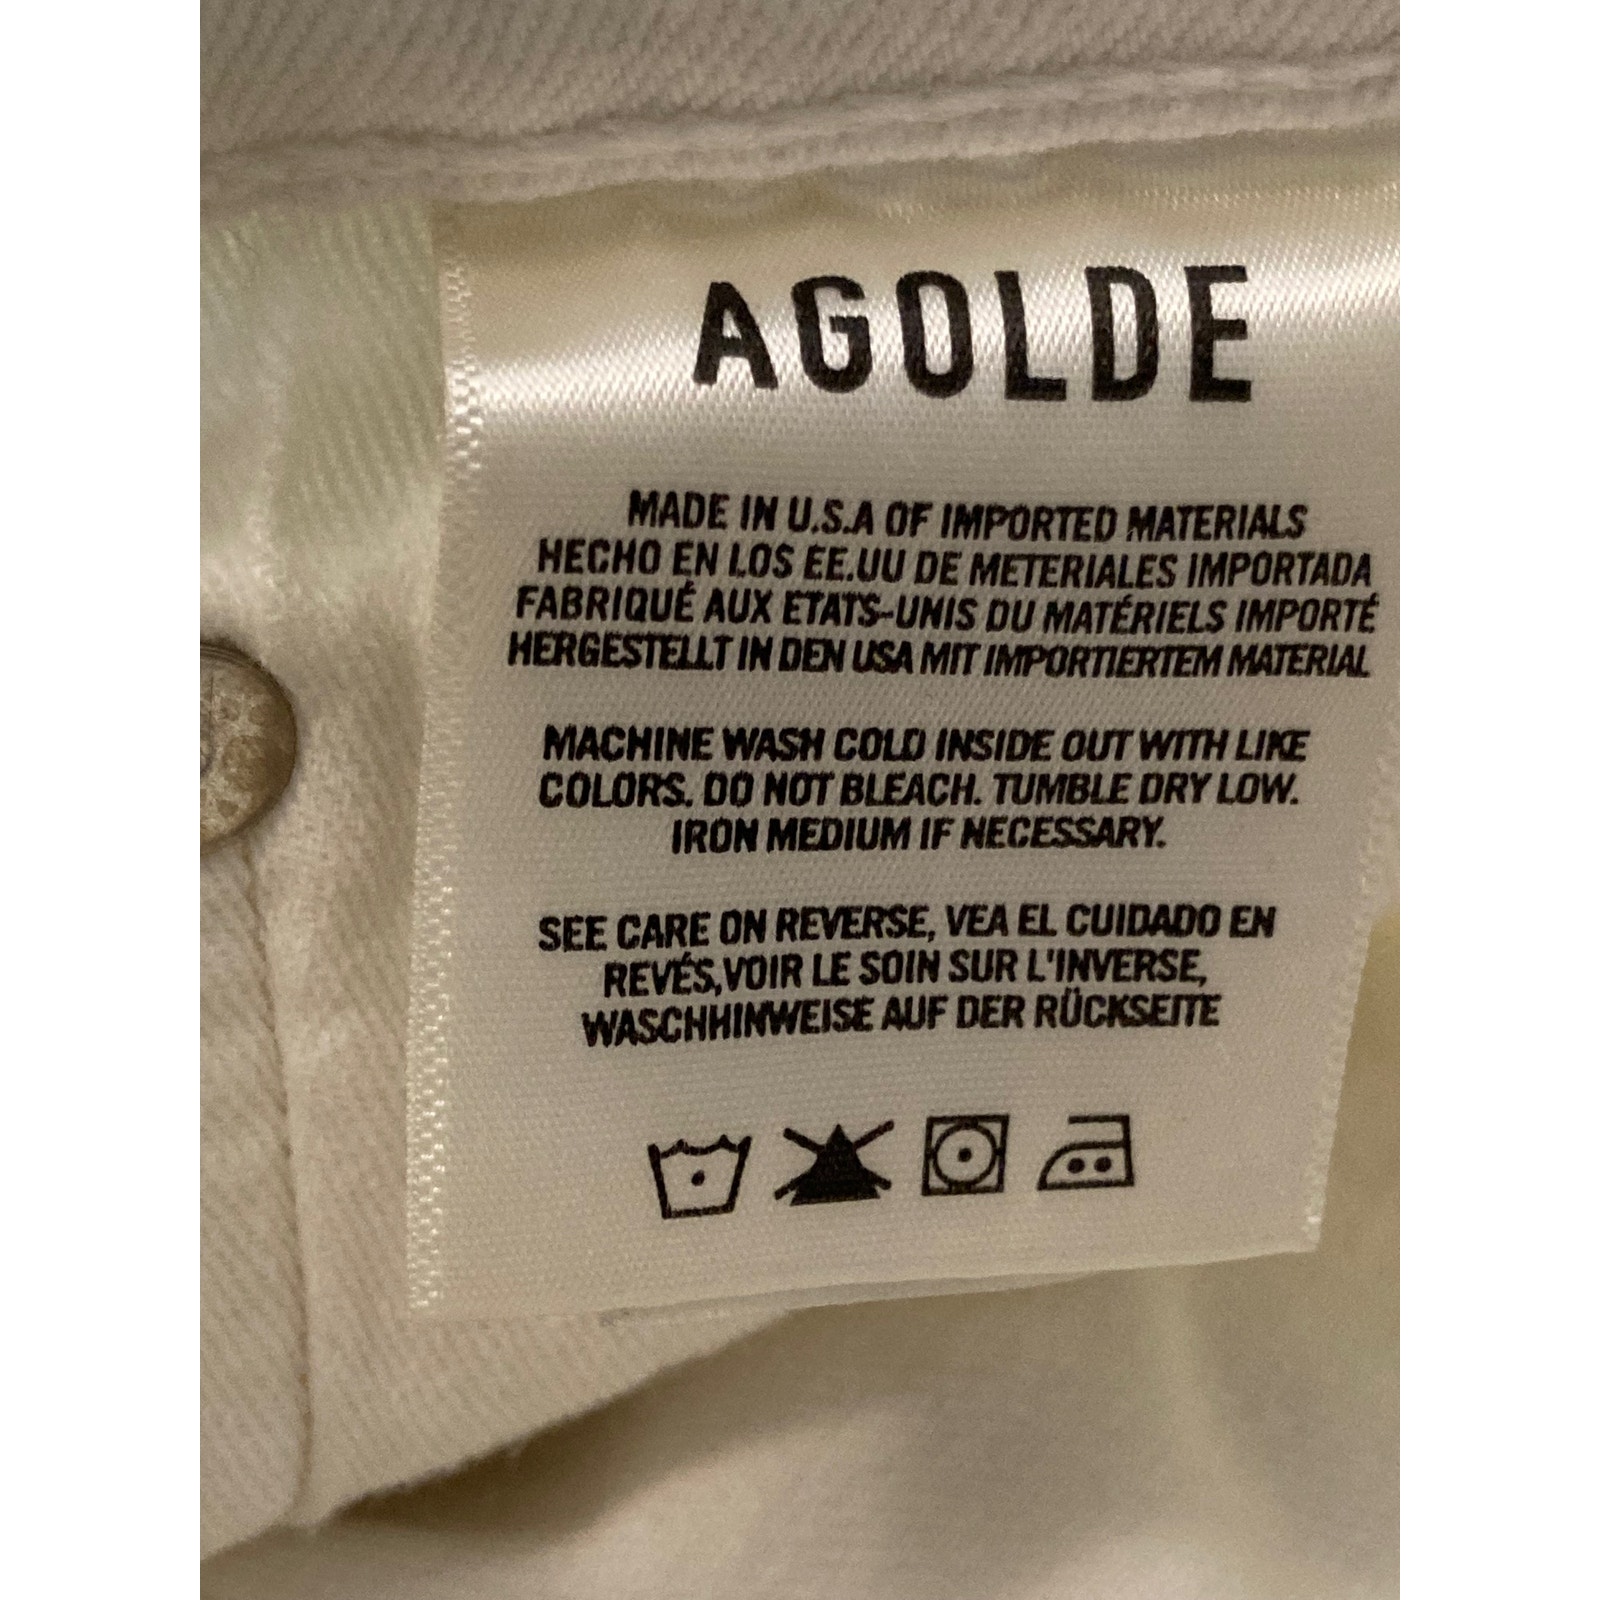 AGOLDE
MADE IN U.S.A OF IMPORTED MATERIALS
HECHO EN LOS EE.UU DE METERIALES IMPORTADA
FABRIQUÉ AUX ETATS-UNIS DU MATÉRIELS IMPORTÉ
HERGESTELLT IN DEN USA MIT IMPORTIERTEM MATERIAL
MACHINE WASH COLD INSIDE OUT WITH LIKE
COLORS. DO NOT BLEACH. TUMBLE DRY LOW.
IRON MEDIUM IF NECESSARY.
SEE CARE ON REVERSE, VEA EL CUIDADO EN
REVÉS,VOIR LE SOIN SUR L'INVERSE,
WASCHHINWEISE AUF DER RÜCKSEITE